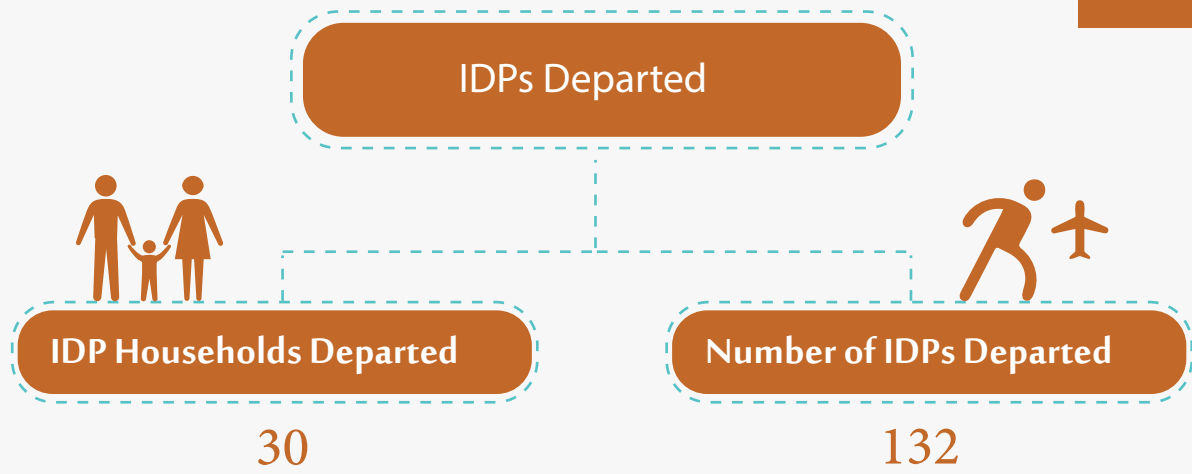 IDPs Departed
IDP Households Departed
Number of IDPs Departed
30
132